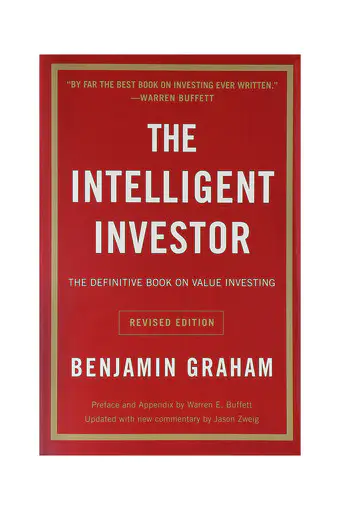 "BY FAR THE BEST BOOK ON INVESTING EVER WRITTEN."
—WARREN BUFFETT
THE
INTELLIGENT
INVESTOR
THE DEFINITIVE BOOK ON VALUE INVESTING
REVISED EDITION
BENJAMIN GRAHAM
Preface and Appendix by Warren E. Buffett
Updated with new commentary by Jason Zweig